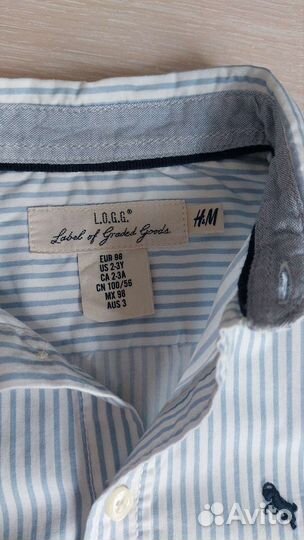 L.O.G.G.®
Label of Graded Goods
H&M
EUR 98
US 2-3Y
CA 2-3A
CN 100/56
MX 98
AUS 3
Avito